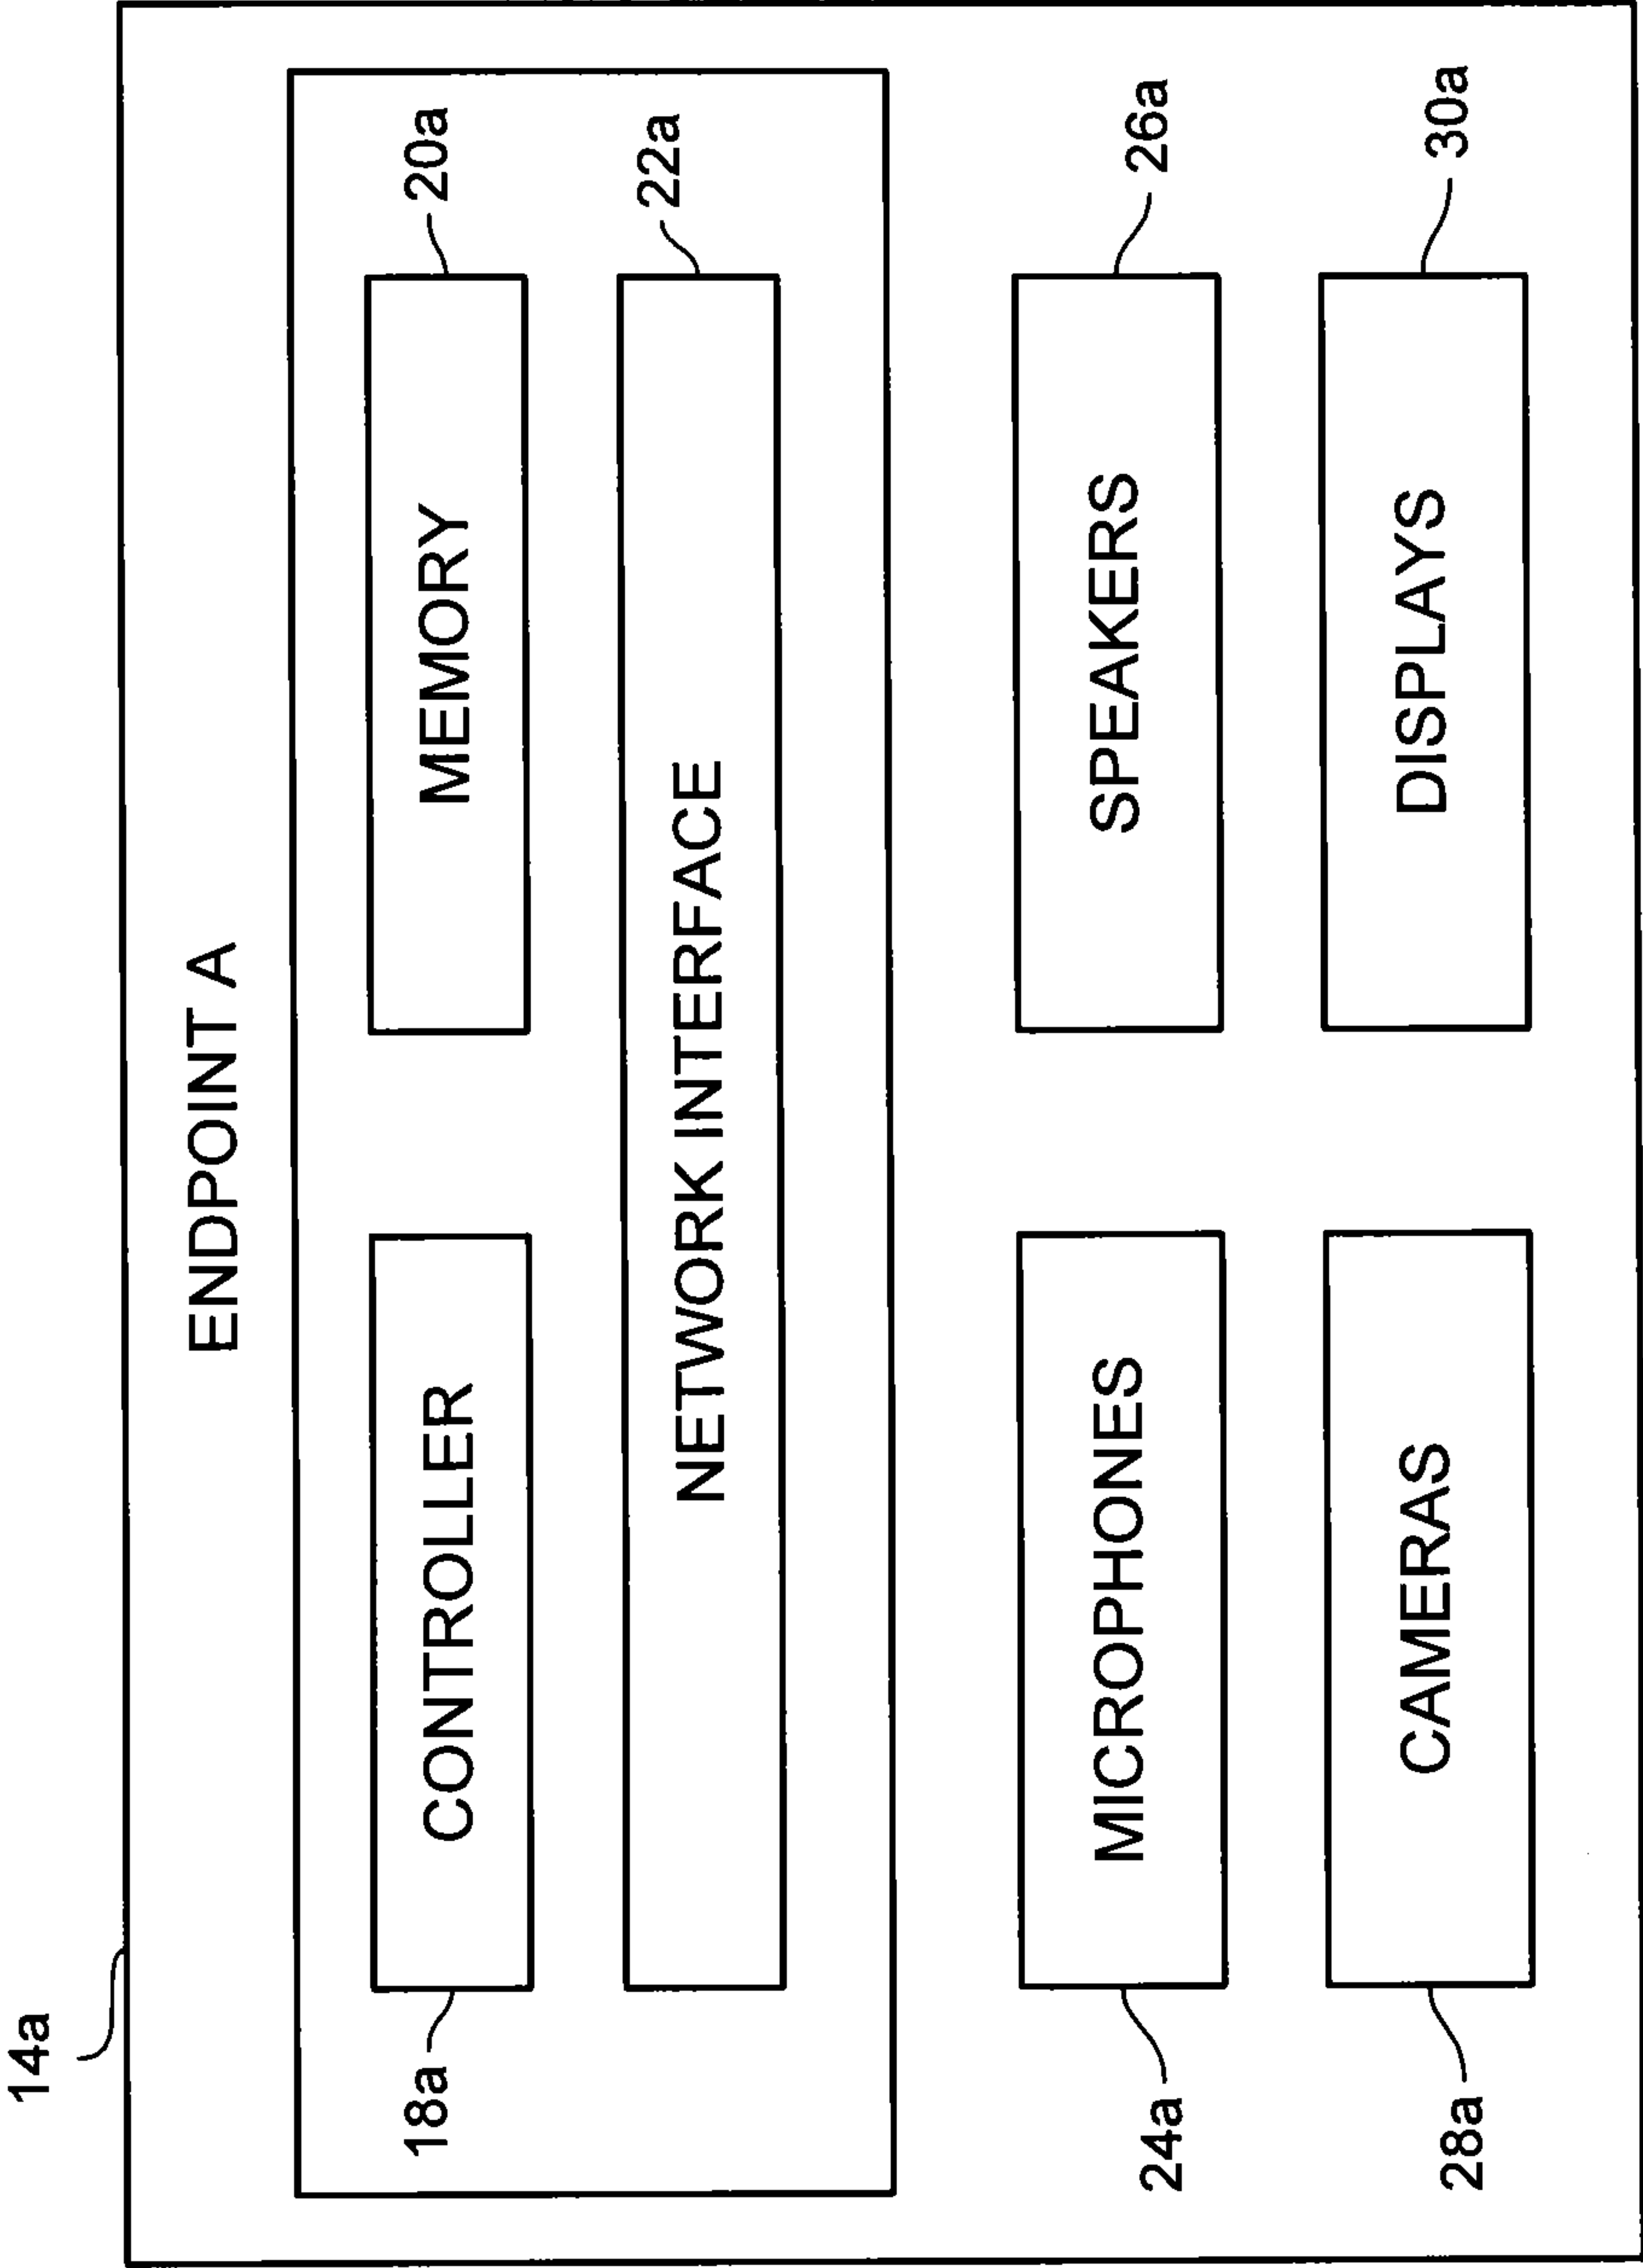 14a
ENDPOINT A
CONTROLLER
MEMORY
18a
20a
NETWORK INTERFACE
22a
MICROPHONES
SPEAKERS
24a
26a
CAMERAS
DISPLAYS
28a
30a